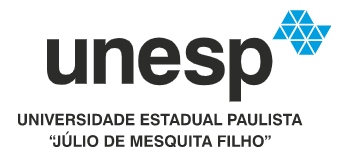 unesp
UNIVERSIDADE ESTADUAL PAULISTA
“JÚLIO DE MESQUITA FILHO”